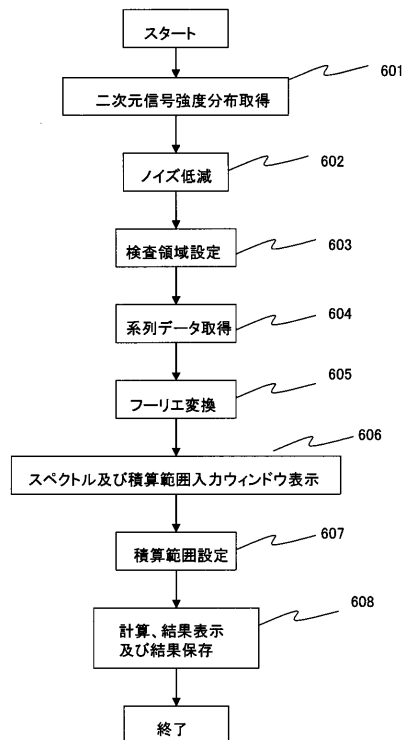 スタート
二次元信号強度分布取得
601
ノイズ低減
602
検査領域設定
603
系列データ取得
604
フーリエ変換
605
スペクトル及び積算範囲入力ウィンドウ表示
606
積算範囲設定
607
計算、結果表示
及び結果保存
608
終了